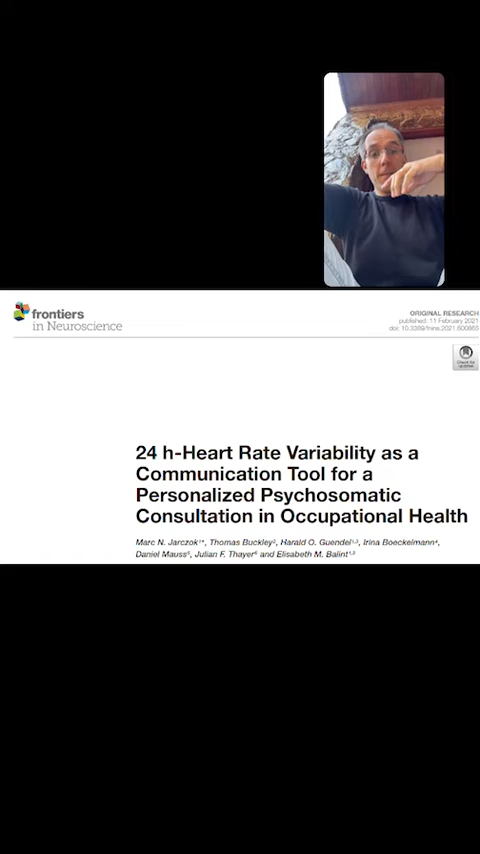 frontiers
in Neuroscience
ORIGINAL RESEARCH
published: 11 February 2021
doi: 10.3389/fnins.2021.600865
Check for
updates
24 h-Heart Rate Variability as a
Communication Tool for a
Personalized Psychosomatic
Consultation in Occupational Health
Marc N. Jarczok¹*, Thomas Buckley², Harald O. Guendel¹,³, Irina Boeckelmann⁴,
Daniel Mauss⁵, Julian F. Thayer⁶ and Elisabeth M. Balint¹,³